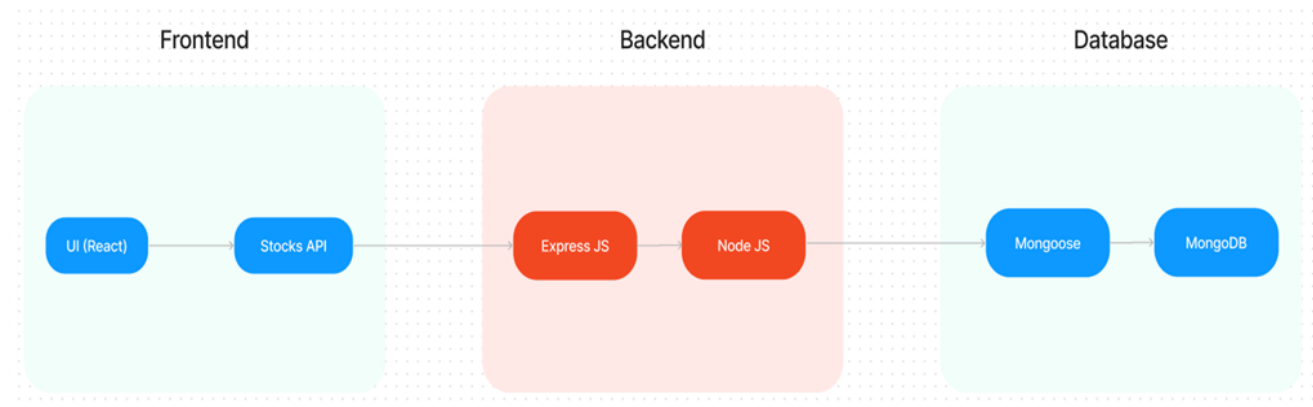 Frontend
Backend
Database
UI (React)
Stocks API
Express JS
Node JS
Mongoose
MongoDB